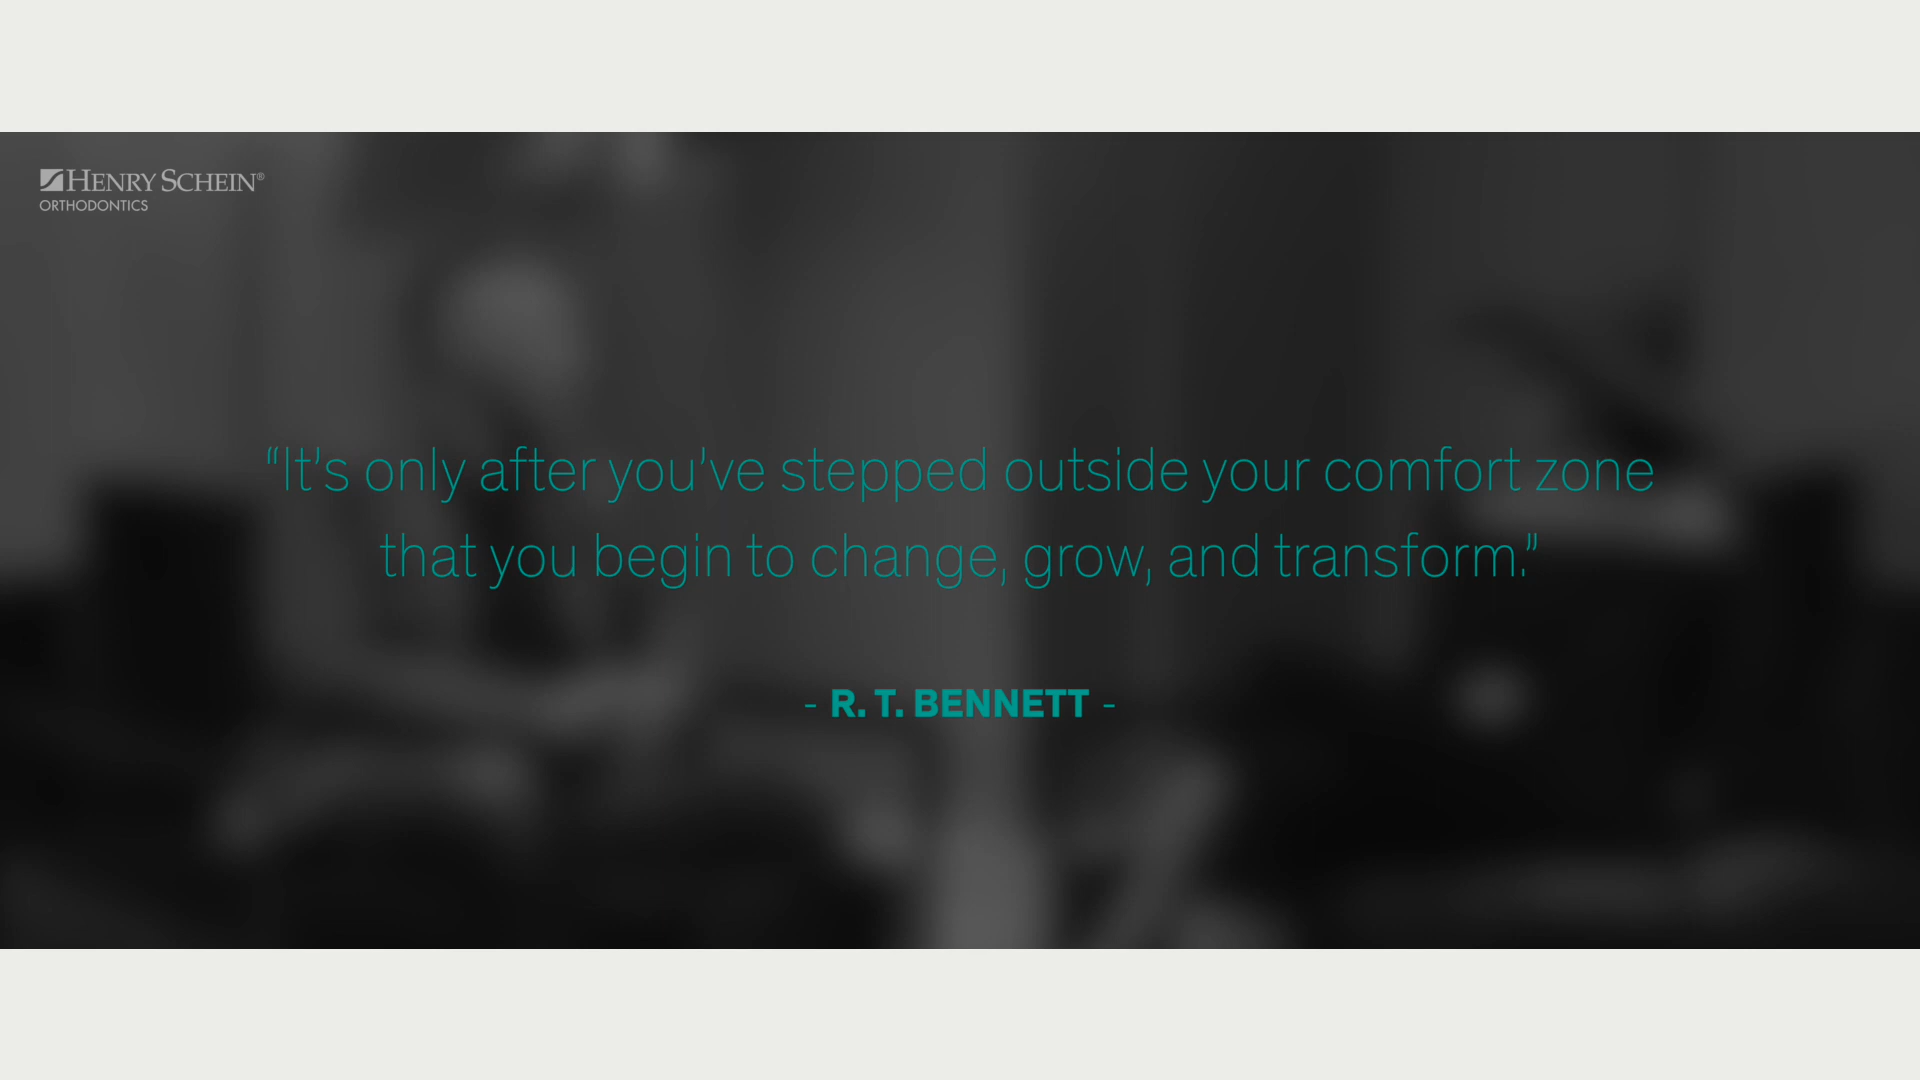 HENRY SCHEIN®
ORTHODONTICS
“It’s only after you’ve stepped outside your comfort zone
that you begin to change, grow, and transform.”
- R. T. BENNETT -